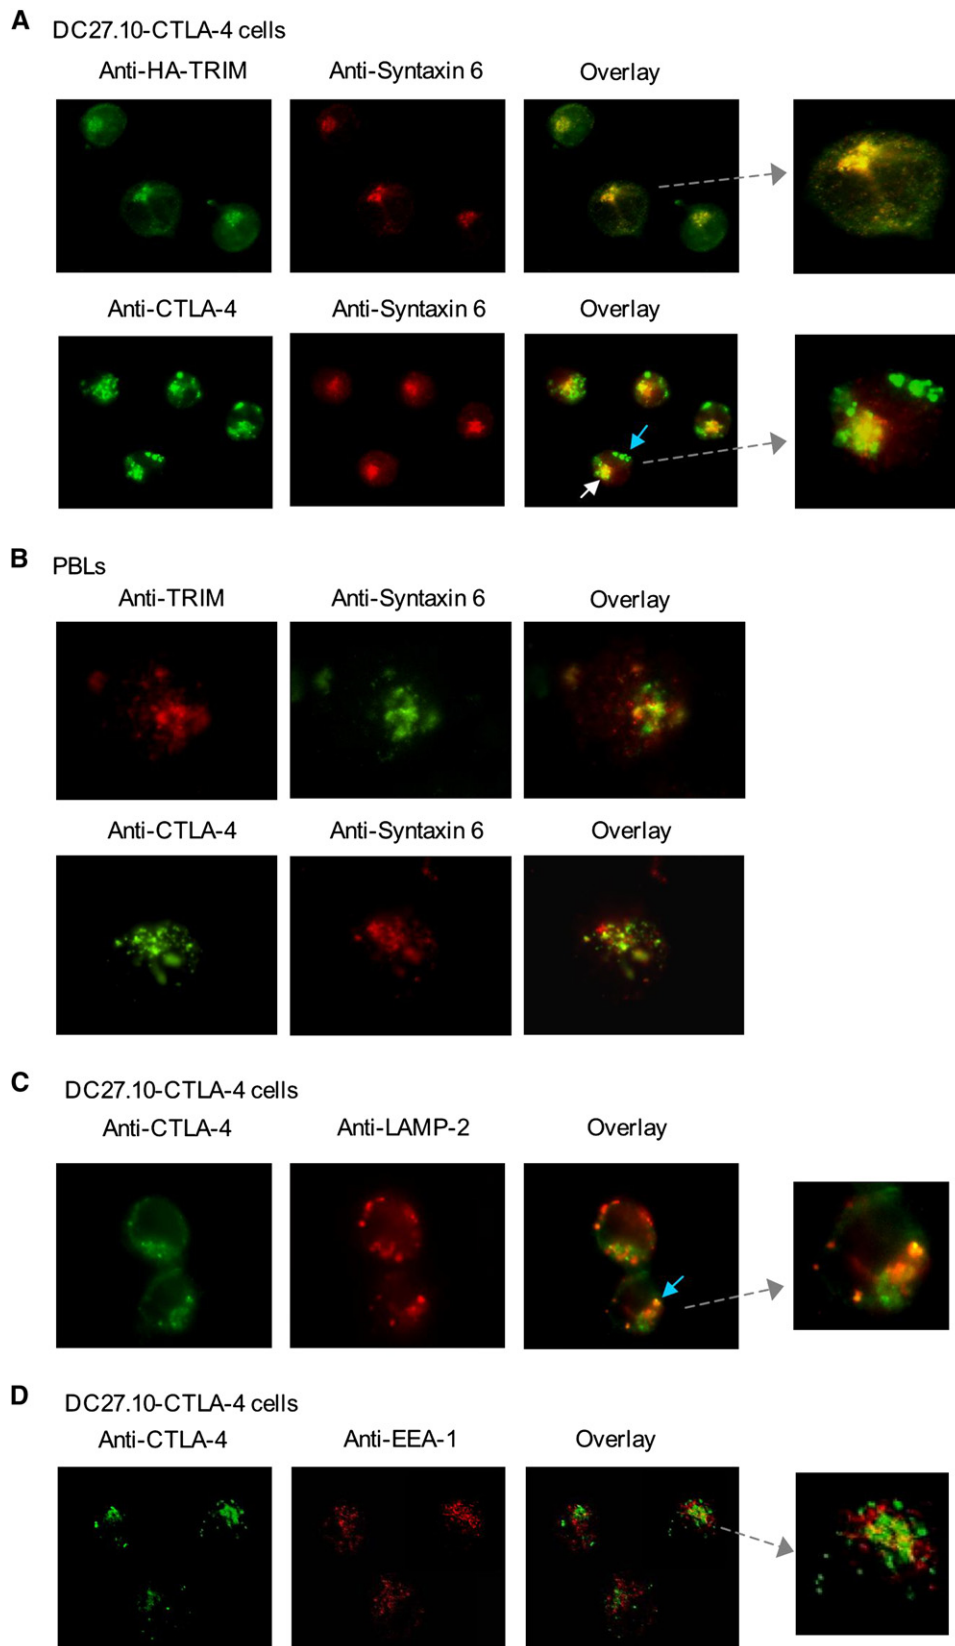 A DC27.10-CTLA-4 cells
Anti-HA-TRIM Anti-Syntaxin 6 Overlay
Anti-CTLA-4 Anti-Syntaxin 6 Overlay
B PBLs
Anti-TRIM Anti-Syntaxin 6 Overlay
Anti-CTLA-4 Anti-Syntaxin 6 Overlay
C DC27.10-CTLA-4 cells
Anti-CTLA-4 Anti-LAMP-2 Overlay
D DC27.10-CTLA-4 cells
Anti-CTLA-4 Anti-EEA-1 Overlay